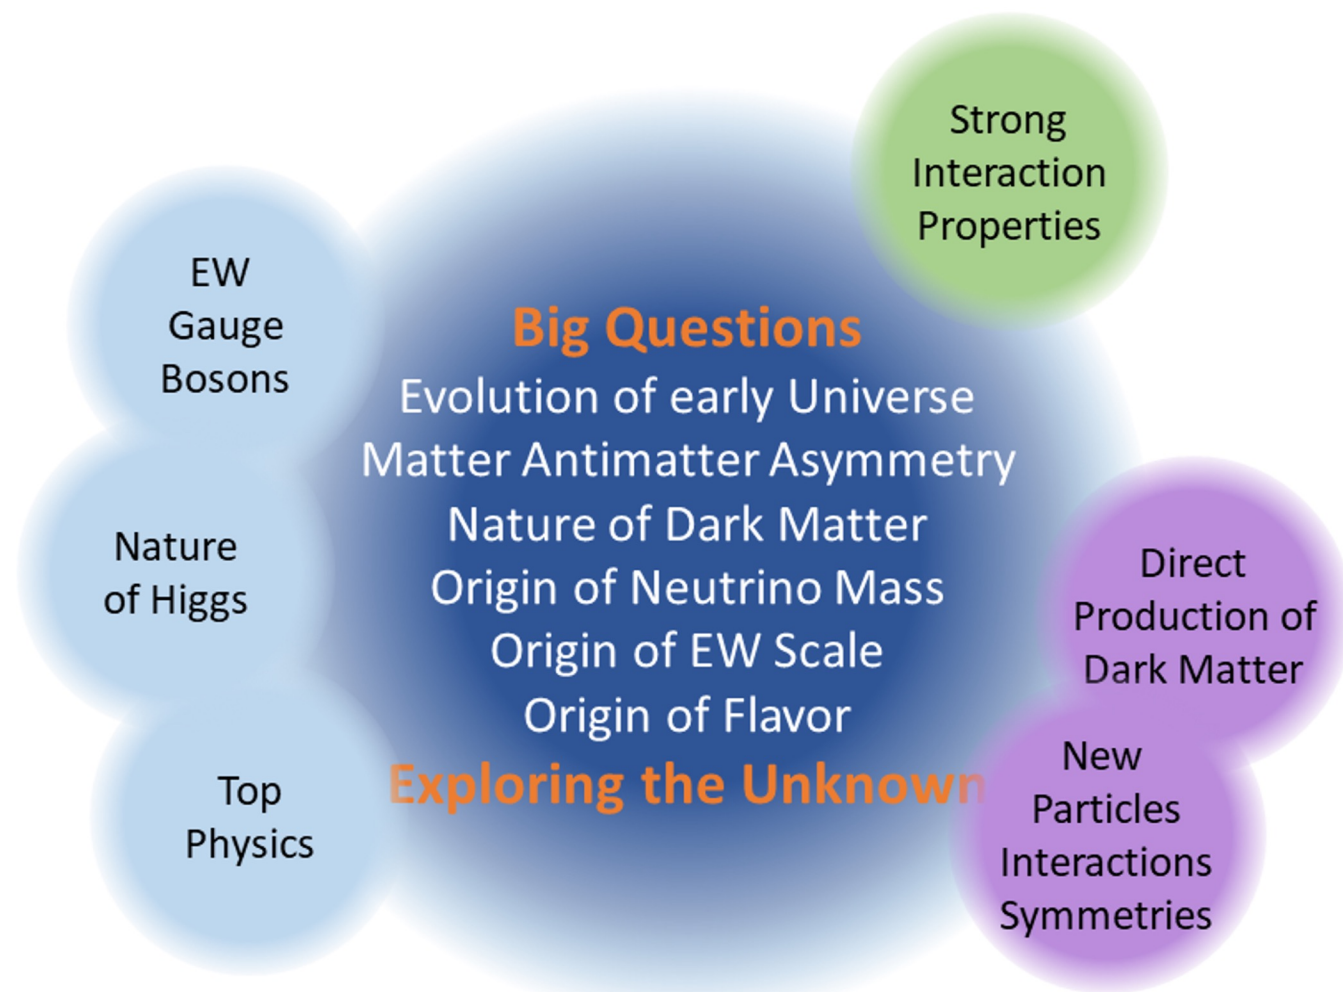 Strong
Interaction
Properties
EW
Gauge
Bosons
Nature
of Higgs
Top
Physics
Big Questions
Evolution of early Universe
Matter Antimatter Asymmetry
Nature of Dark Matter
Origin of Neutrino Mass
Origin of EW Scale
Origin of Flavor
Exploring the Unknown
Direct
Production of
Dark Matter
New
Particles
Interactions
Symmetries